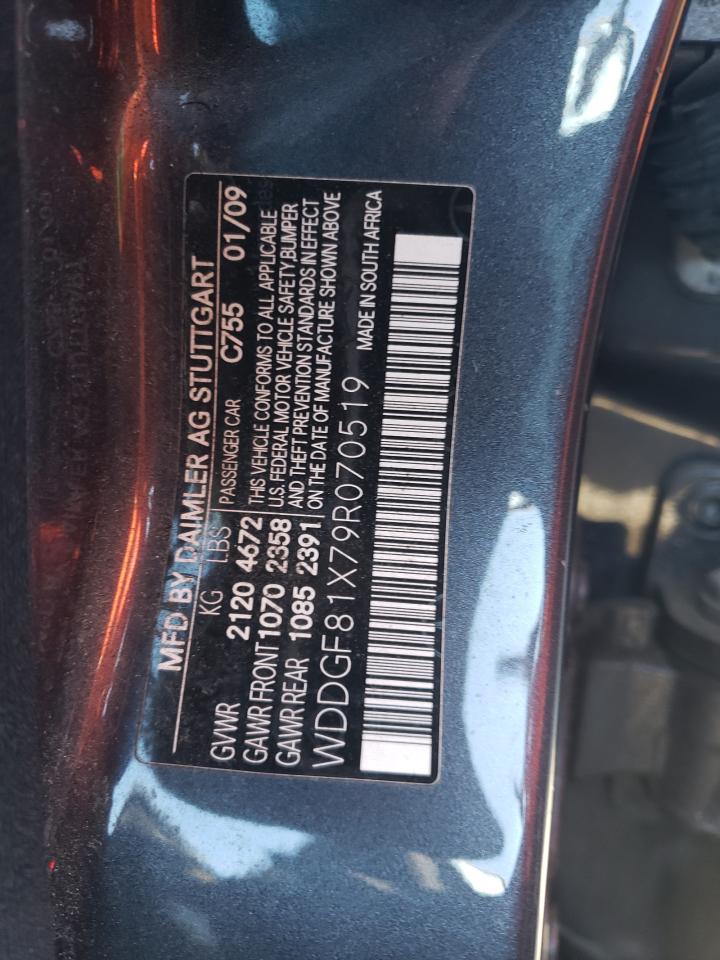 MFD BY DAIMLER AG STUTTGART
KG LBS PASSENGER CAR C755 01/09
GVWR 2120 4672 THIS VEHICLE CONFORMS TO ALL APPLICABLE
GAWR FRONT 1070 2358 U.S. FEDERAL MOTOR VEHICLE SAFETY,BUMPER
GAWR REAR 1085 2391 AND THEFT PREVENTION STANDARDS IN EFFECT
ON THE DATE OF MANUFACTURE SHOWN ABOVE
WDDGF81X79R070519 MADE IN SOUTH AFRICA